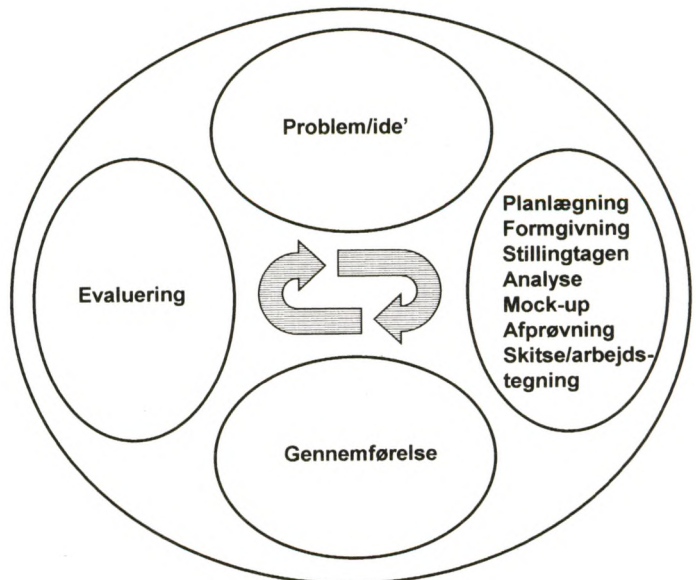 Problem/ide'
Planlægning
Formgivning
Stillingtagen
Analyse
Mock-up
Afprøvning
Skitse/arbejds-
tegning
Evaluering
Gennemførelse